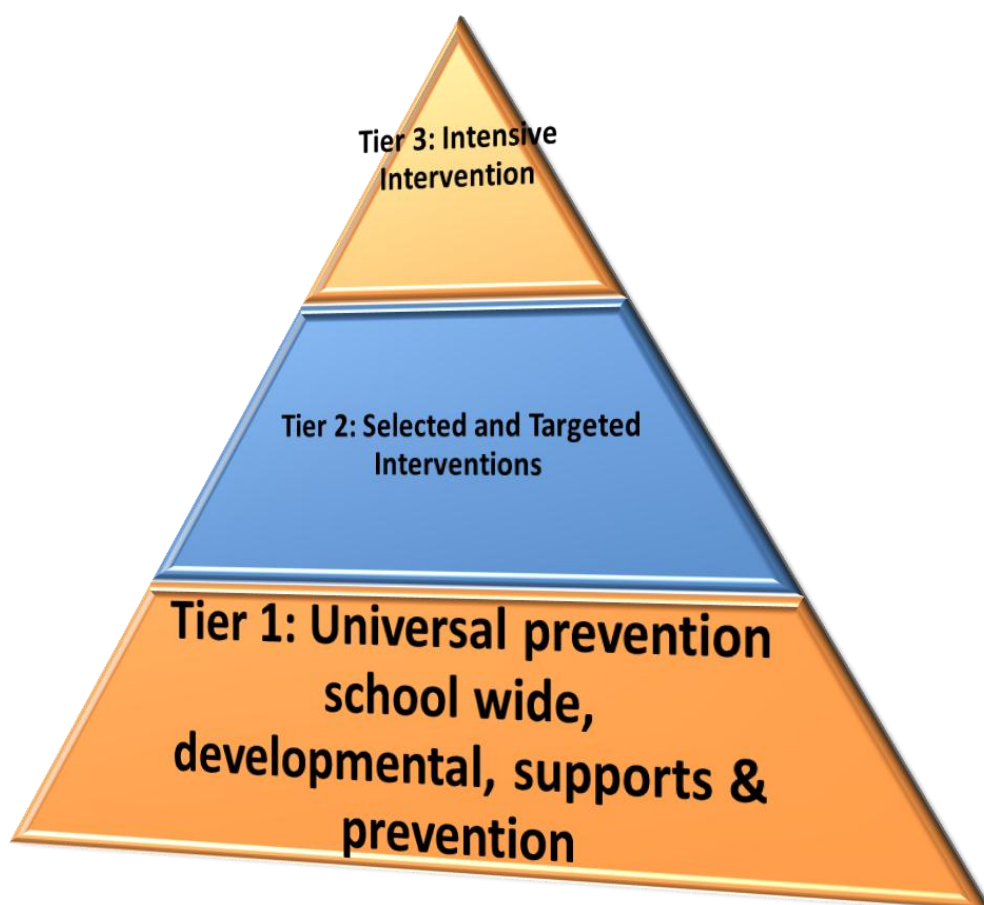 Tier 3: Intensive
Intervention
Tier 2: Selected and Targeted
Interventions
Tier 1: Universal prevention
school wide,
developmental, supports &
prevention